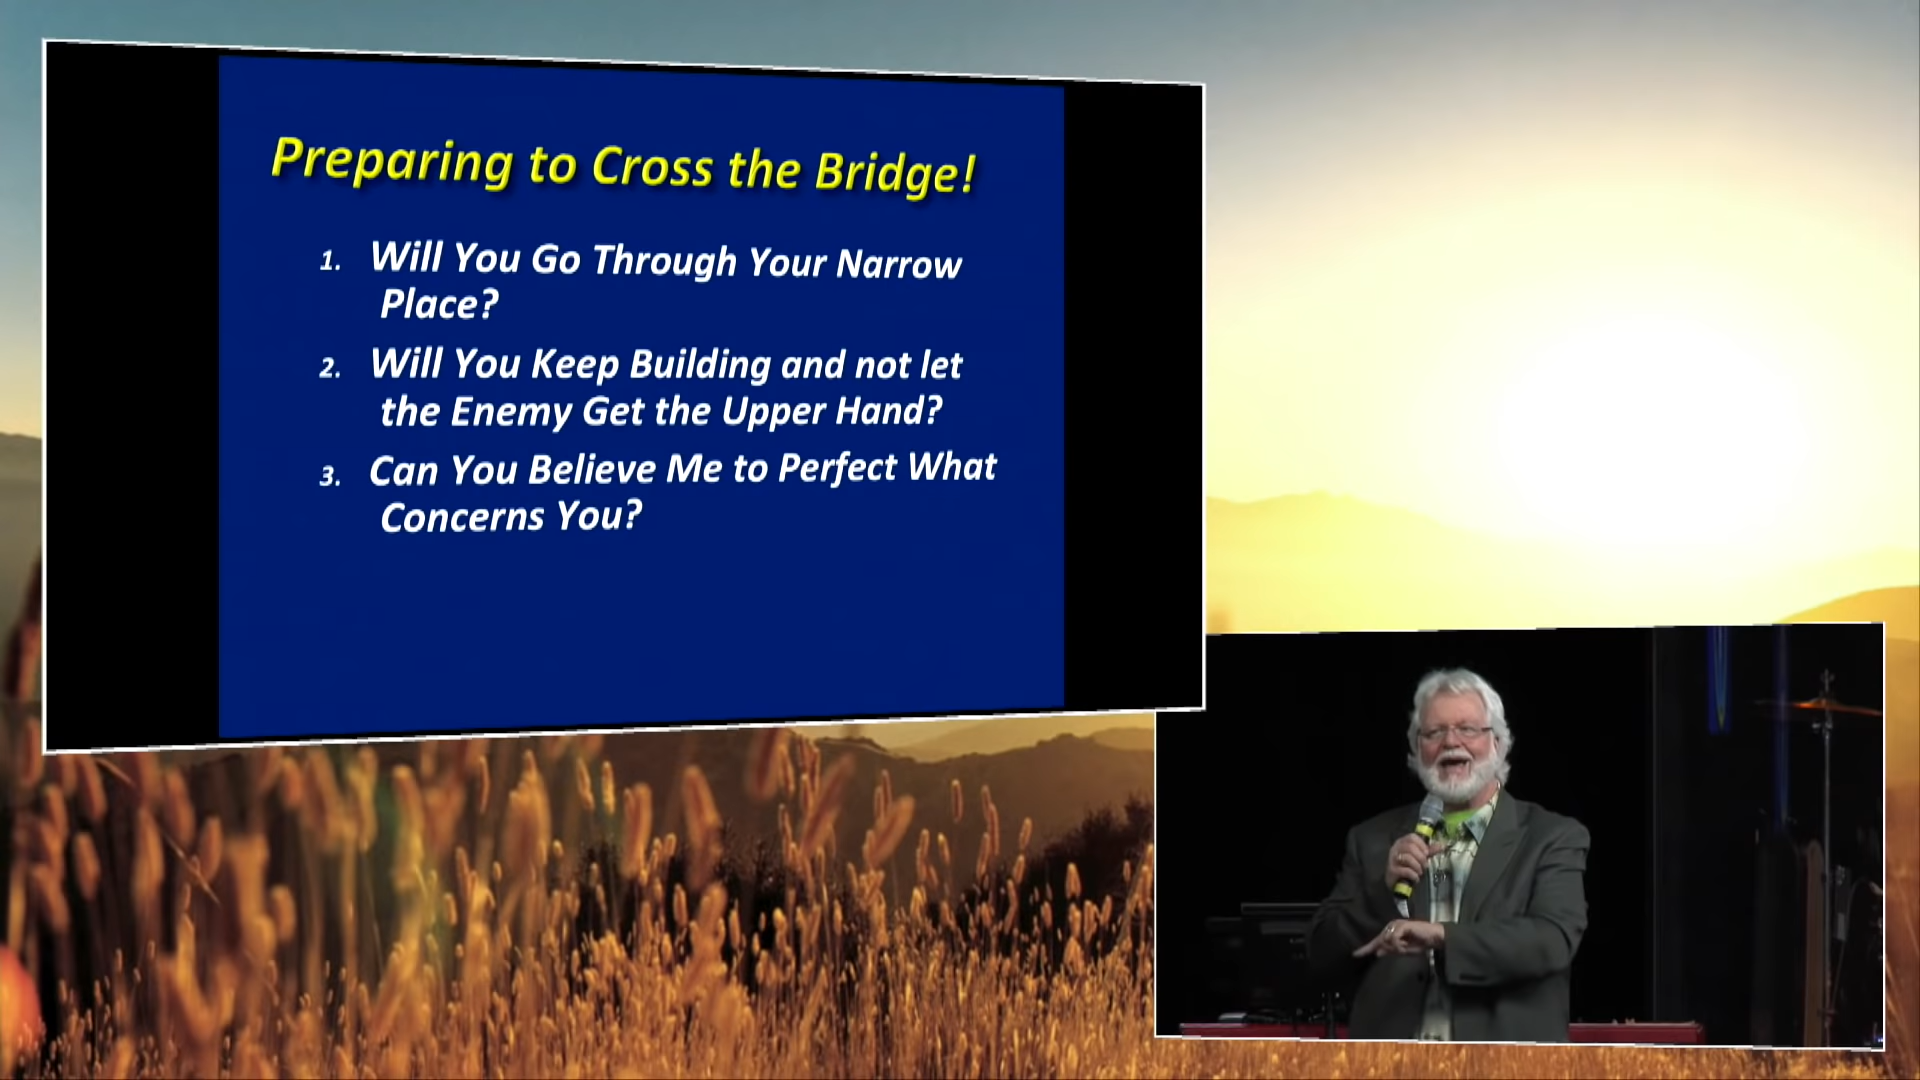 Preparing to Cross the Bridge!
1. Will You Go Through Your Narrow
Place?
2. Will You Keep Building and not let
the Enemy Get the Upper Hand?
3. Can You Believe Me to Perfect What
Concerns You?